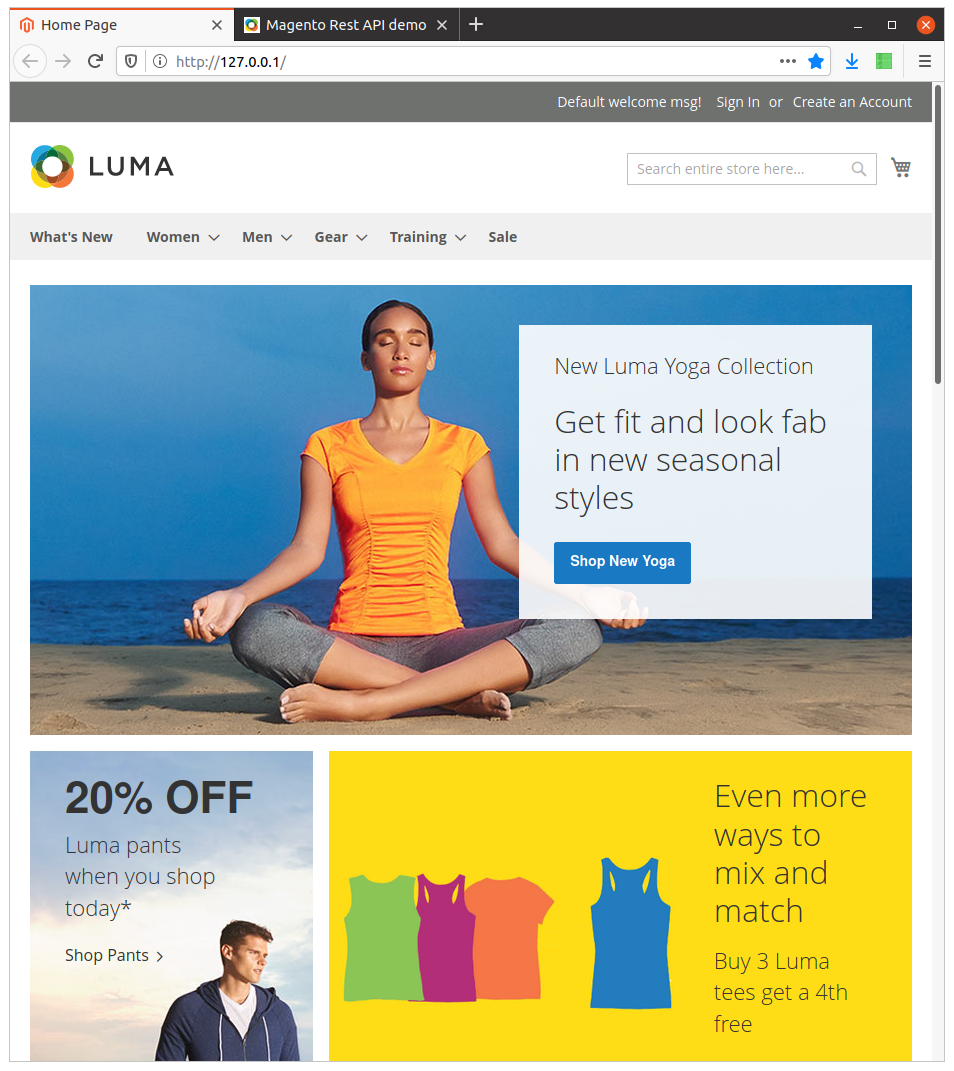 Home Page
Magento Rest API demo
http://127.0.0.1/
Default welcome msg! Sign In or Create an Account
LUMA
Search entire store here...
What's New Women Men Gear Training Sale
New Luma Yoga Collection
Get fit and look fab
in new seasonal
styles
Shop New Yoga
20% OFF
Luma pants
when you shop
today*
Shop Pants
Even more
ways to
mix and
match
Buy 3 Luma
tees get a 4th
free